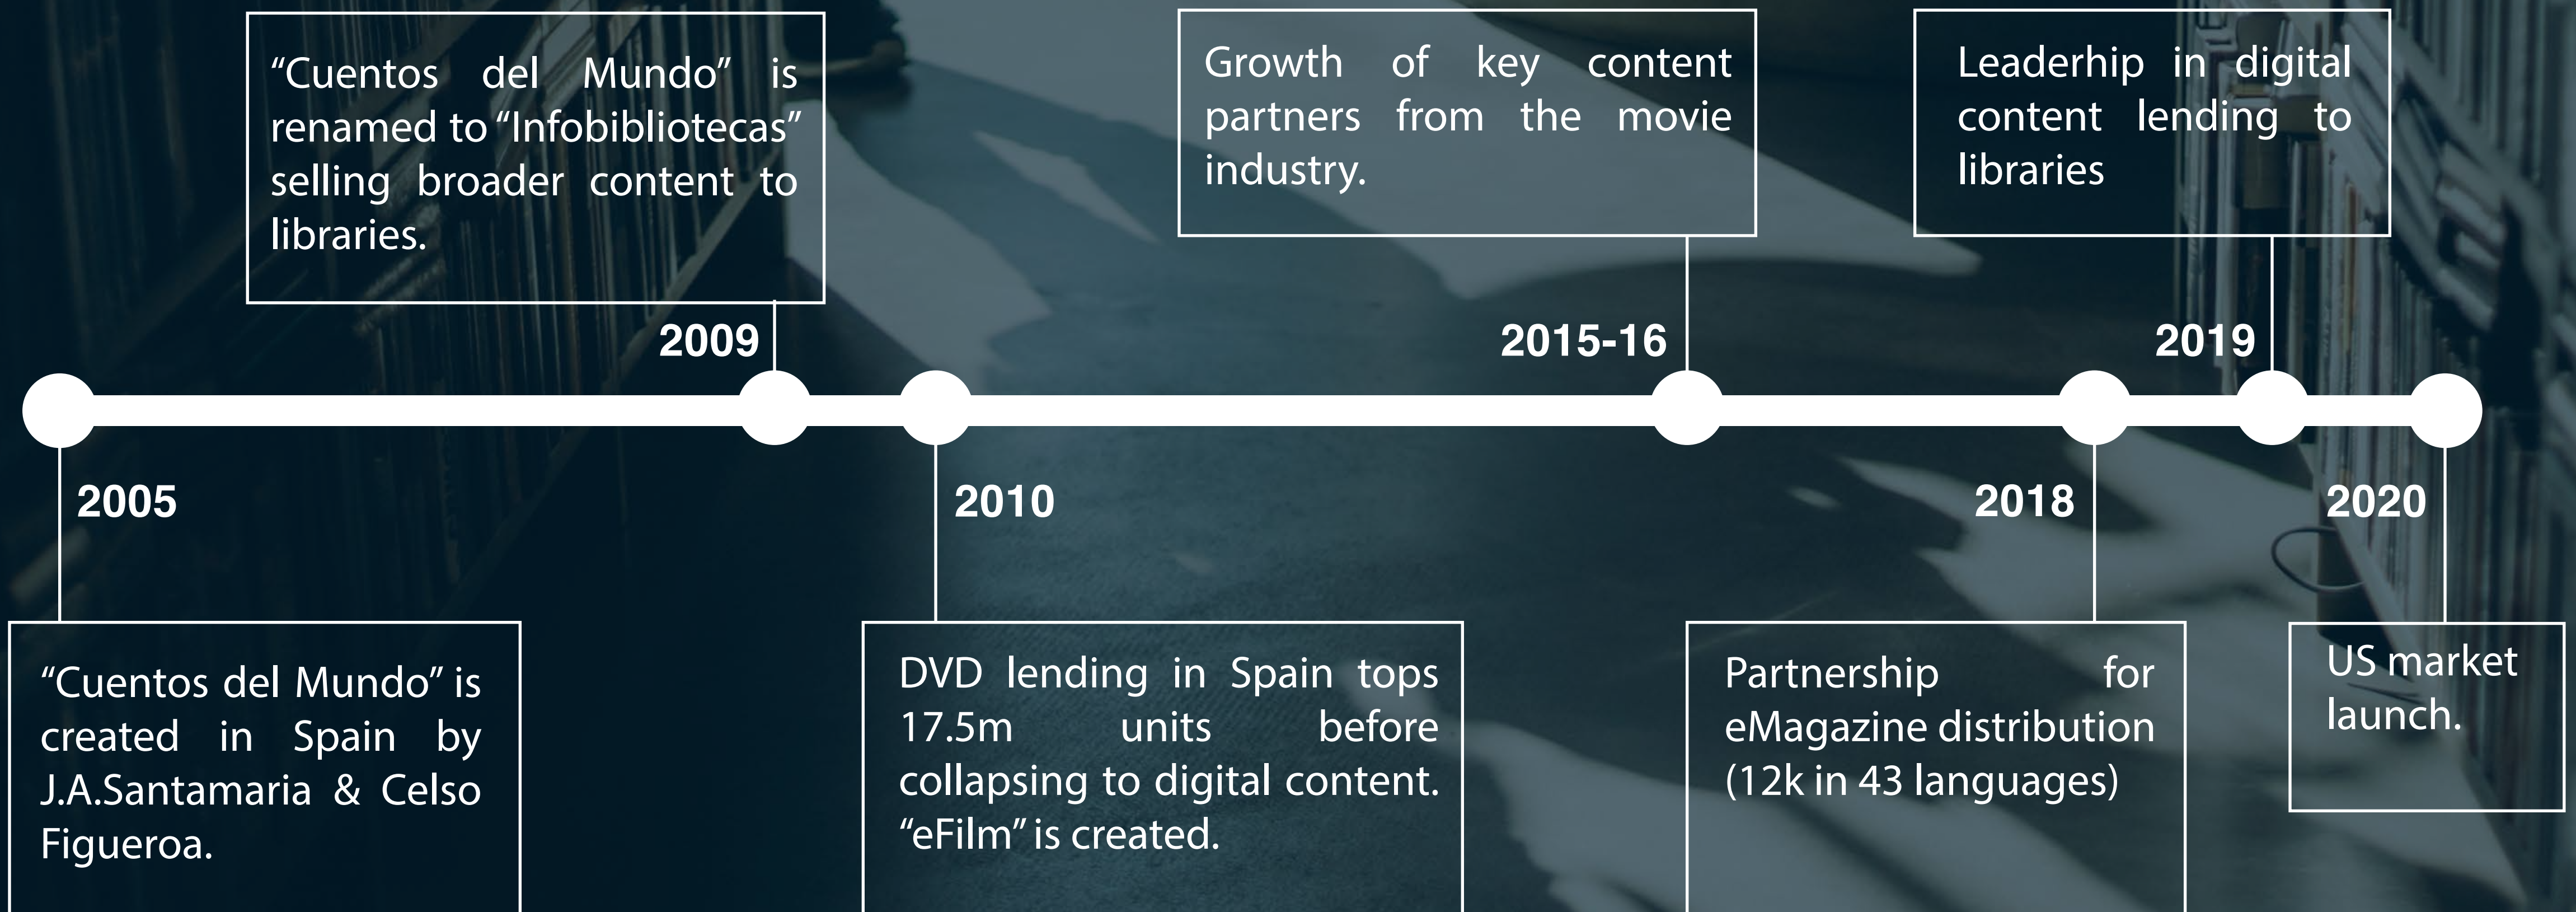 2005
“Cuentos del Mundo” is
created in Spain by
J.A.Santamaria & Celso
Figueroa.
“Cuentos del Mundo” is
renamed to “Infobibliotecas”
selling broader content to
libraries.
2009
2010
DVD lending in Spain tops
17.5m units before
collapsing to digital content.
“eFilm” is created.
Growth of key content
partners from the movie
industry.
2015-16
2018
Partnership for
eMagazine distribution
(12k in 43 languages)
Leaderhip in digital
content lending to
libraries
2019
2020
US market
launch.